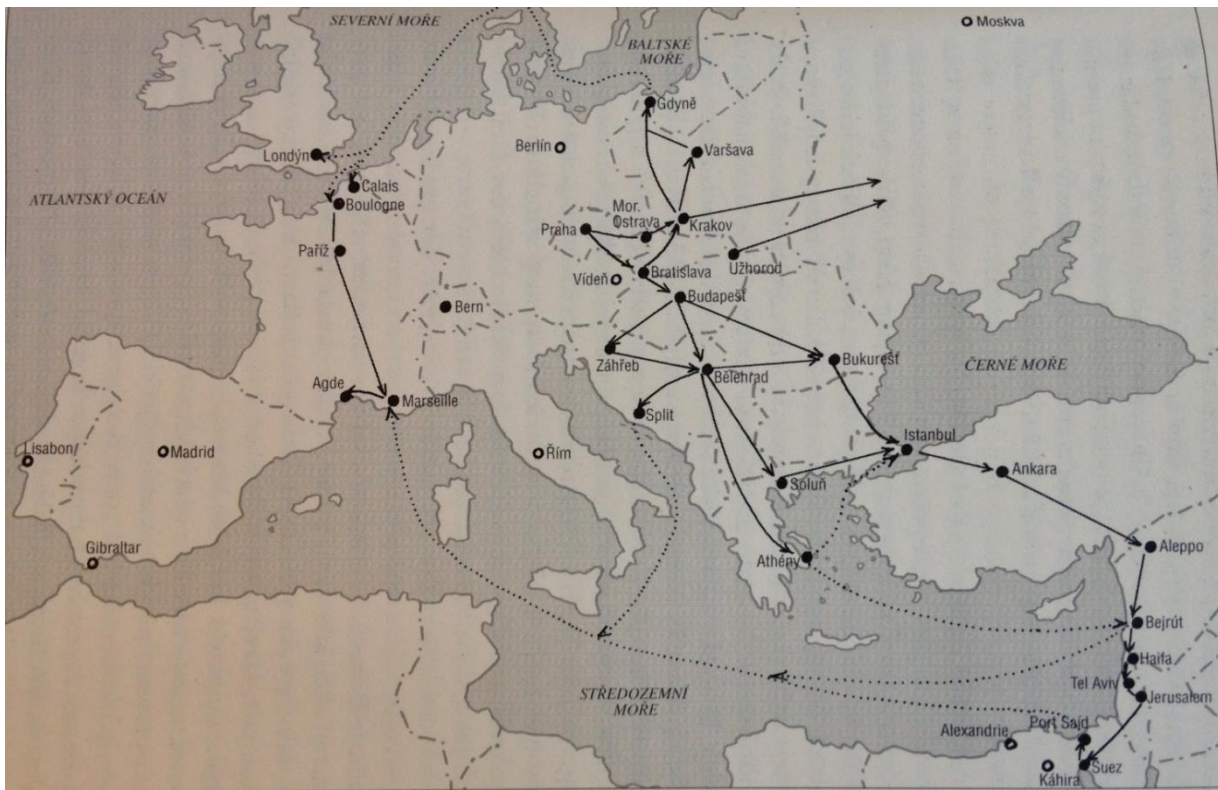 SEVERNÍ MOŘE
Moskva
BALTSKÉ
MOŘE
Gdyně
Berlín
Varšava
Londýn
Calais
ATLANTSKÝ OCEÁN
Boulogne
Mor.
Ostrava
Krakov
Praha
Paříž
Užhorod
Vídeň
Bratislava
Budapešť
Bern
Záhřeb
Bukurešť
ČERNÉ MOŘE
Bělehrad
Agde
Marseille
Split
Istanbul
Lisabon
Madrid
Řím
Ankara
Soluň
Gibraltar
Athény
Aleppo
Bejrút
Haifa
Tel Aviv
STŘEDOZEMNÍ
MOŘE
Jerusalem
Port Sajd
Alexandrie
Káhira
Suez